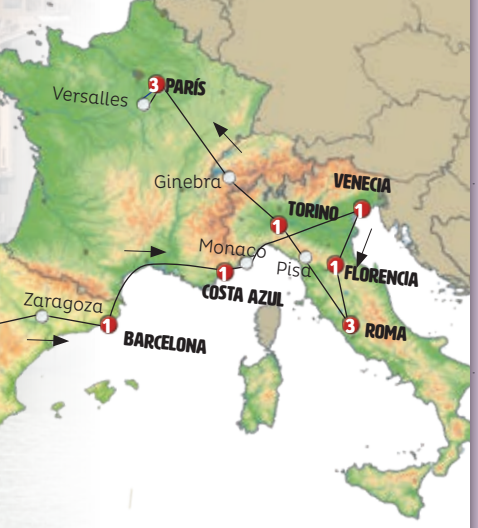 3 PARÍS
Versalles
Ginebra
VENECIA
1
TORINO
1
Monaco
Pisa
1 FLORENCIA
1
COSTA AZUL
Zaragoza
1
BARCELONA
3 ROMA